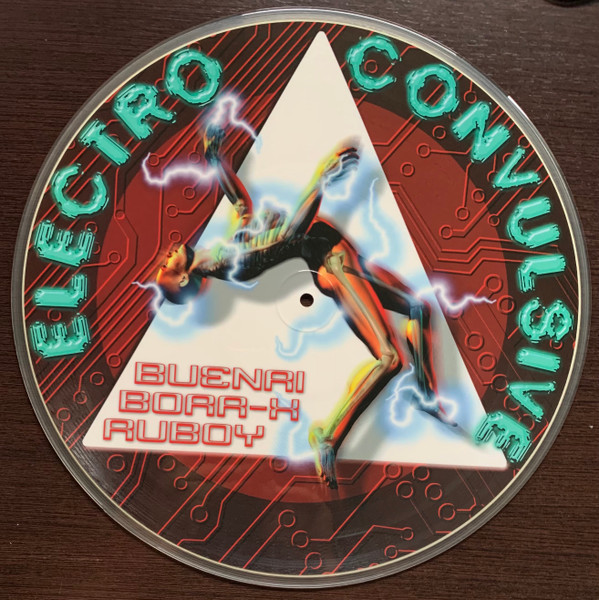 ELECTRO
CONVULSIVE
BUENRI
BORR-X
RUBOY